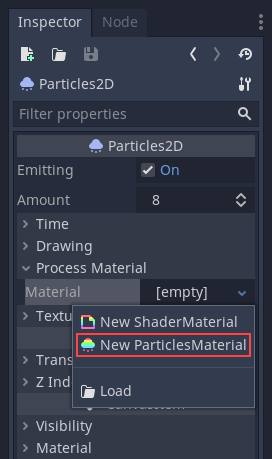 Inspector Node
Particles2D
Filter properties
Particles2D
Emitting On
Amount 8
Time
Drawing
Process Material
Material [empty]
Textu
New ShaderMaterial
New ParticlesMaterial
Trans
Z Ind
Load
Visibility
Material